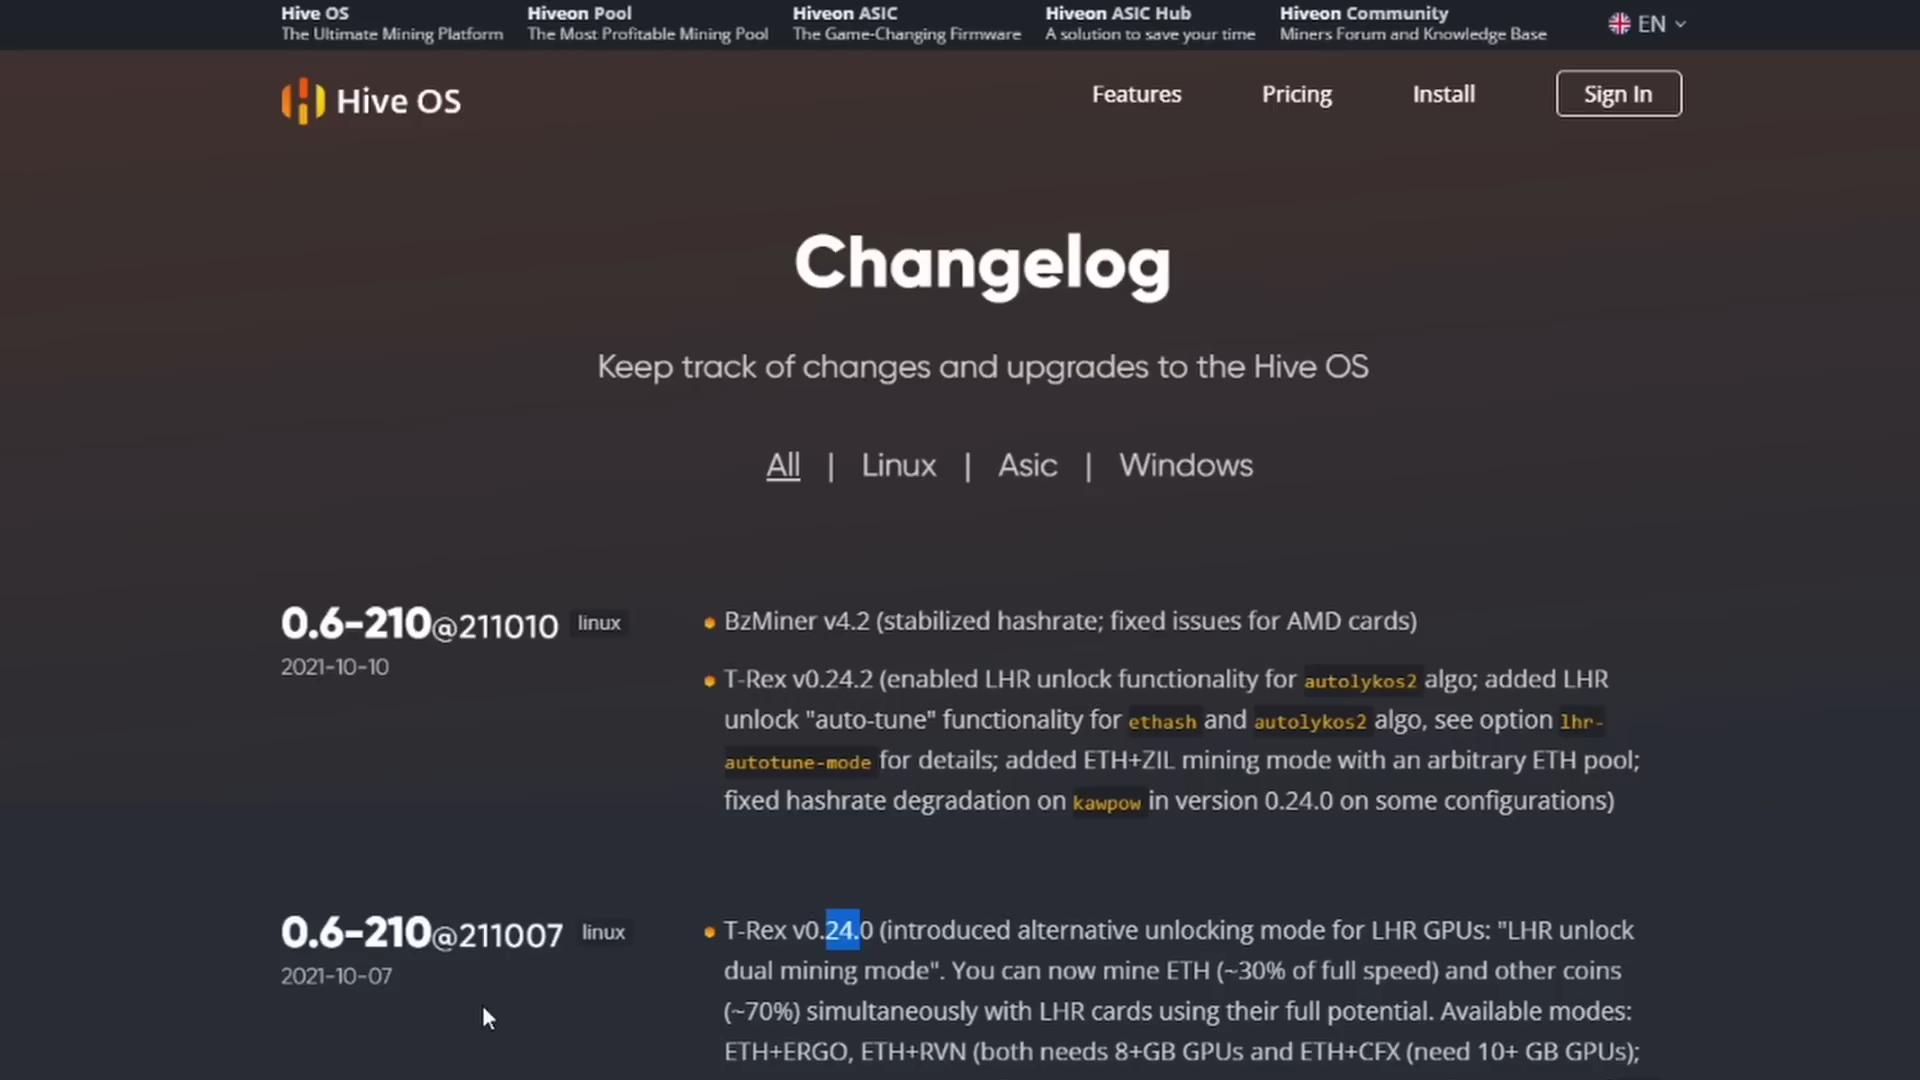 Hive OS
The Ultimate Mining Platform
Hiveon Pool
The Most Profitable Mining Pool
Hiveon ASIC
The Game-Changing Firmware
Hiveon ASIC Hub
A solution to save your time
Hiveon Community
Miners Forum and Knowledge Base
EN
Hive OS
Features
Pricing
Install
Sign In
Changelog
Keep track of changes and upgrades to the Hive OS
All | Linux | Asic | Windows
0.6-210@211010 linux
2021-10-10
BzMiner v4.2 (stabilized hashrate; fixed issues for AMD cards)
T-Rex v0.24.2 (enabled LHR unlock functionality for autolykos2 algo; added LHR
unlock "auto-tune" functionality for ethash and autolykos2 algo, see option lhr-
autotune-mode for details; added ETH+ZIL mining mode with an arbitrary ETH pool;
fixed hashrate degradation on kawpow in version 0.24.0 on some configurations)
0.6-210@211007 linux
2021-10-07
T-Rex v0.24.0 (introduced alternative unlocking mode for LHR GPUs: "LHR unlock
dual mining mode". You can now mine ETH (~30% of full speed) and other coins
(~70%) simultaneously with LHR cards using their full potential. Available modes:
ETH+ERGO, ETH+RVN (both needs 8+GB GPUs and ETH+CFX (need 10+ GB GPUs);